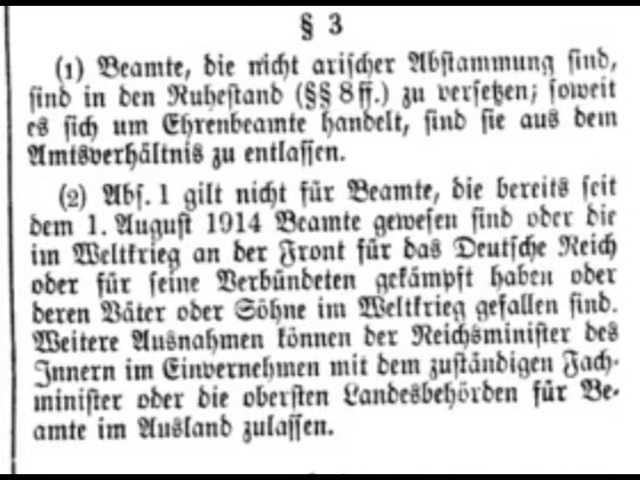 § 3
(1) Beamte, die nicht arischer Abstammung sind,
sind in den Ruhestand (§§ 8 ff.) zu versetzen; soweit
es sich um Ehrenbeamte handelt, sind sie aus dem
Amtsverhältnis zu entlassen.
(2) Abs. 1 gilt nicht für Beamte, die bereits seit
dem 1. August 1914 Beamte gewesen sind oder die
im Weltkrieg an der Front für das Deutsche Reich
oder für seine Verbündeten gekämpft haben oder
deren Väter oder Söhne im Weltkrieg gefallen sind.
Weitere Ausnahmen können der Reichsminister des
Innern im Einvernehmen mit dem zuständigen Fach-
minister oder die obersten Landesbehörden für Be-
amte im Ausland zulassen.